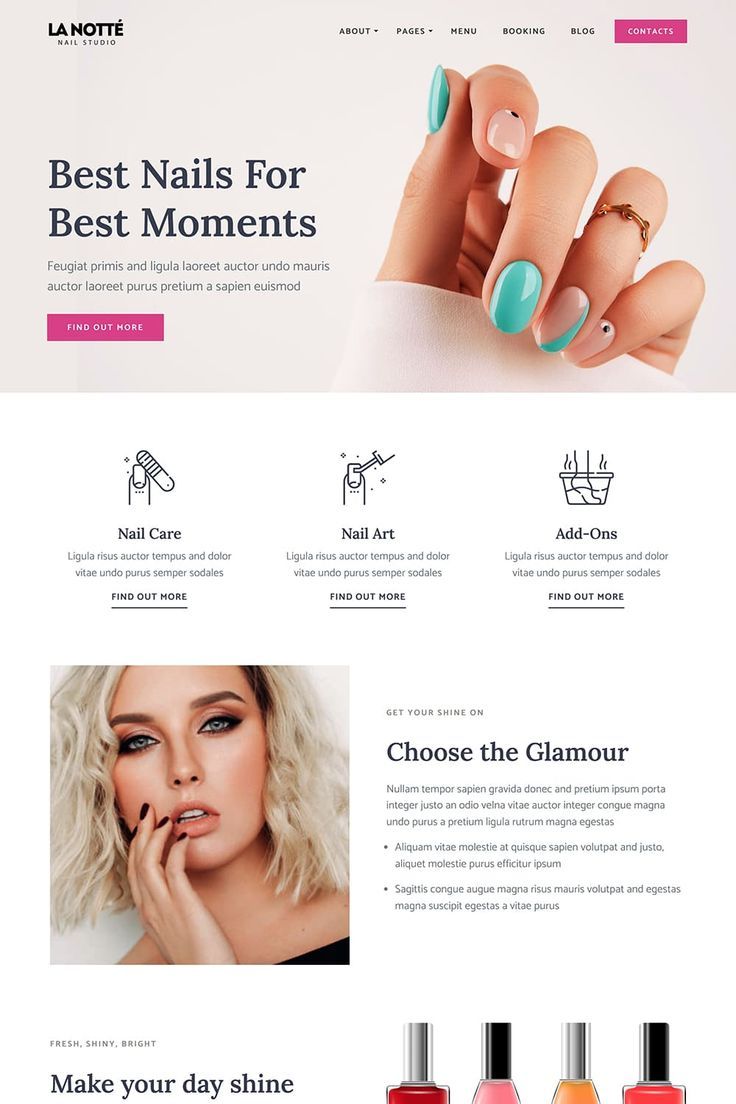 LA NOTTÉ
NAIL STUDIO
ABOUT PAGES MENU BOOKING BLOG CONTACTS
Best Nails For
Best Moments
Feugiat primis and ligula laoreet auctor undo mauris
auctor laoreet purus pretium a sapien euismod
FIND OUT MORE
Nail Care
Ligula risus auctor tempus and dolor
vitae undo purus semper sodales
FIND OUT MORE
Nail Art
Ligula risus auctor tempus and dolor
vitae undo purus semper sodales
FIND OUT MORE
Add-Ons
Ligula risus auctor tempus and dolor
vitae undo purus semper sodales
FIND OUT MORE
GET YOUR SHINE ON
Choose the Glamour
Nullam tempor sapien gravida donec and pretium ipsum porta
integer justo an odio velna vitae auctor integer congue magna
undo purus a pretium ligula rutrum magna egestas
• Aliquam vitae molestie at quisque sapien volutpat and justo,
aliquet molestie purus efficitur ipsum
• Sagittis congue augue magna risus mauris volutpat and egestas
magna suscipit egestas a vitae purus
FRESH, SHINY, BRIGHT
Make your day shine